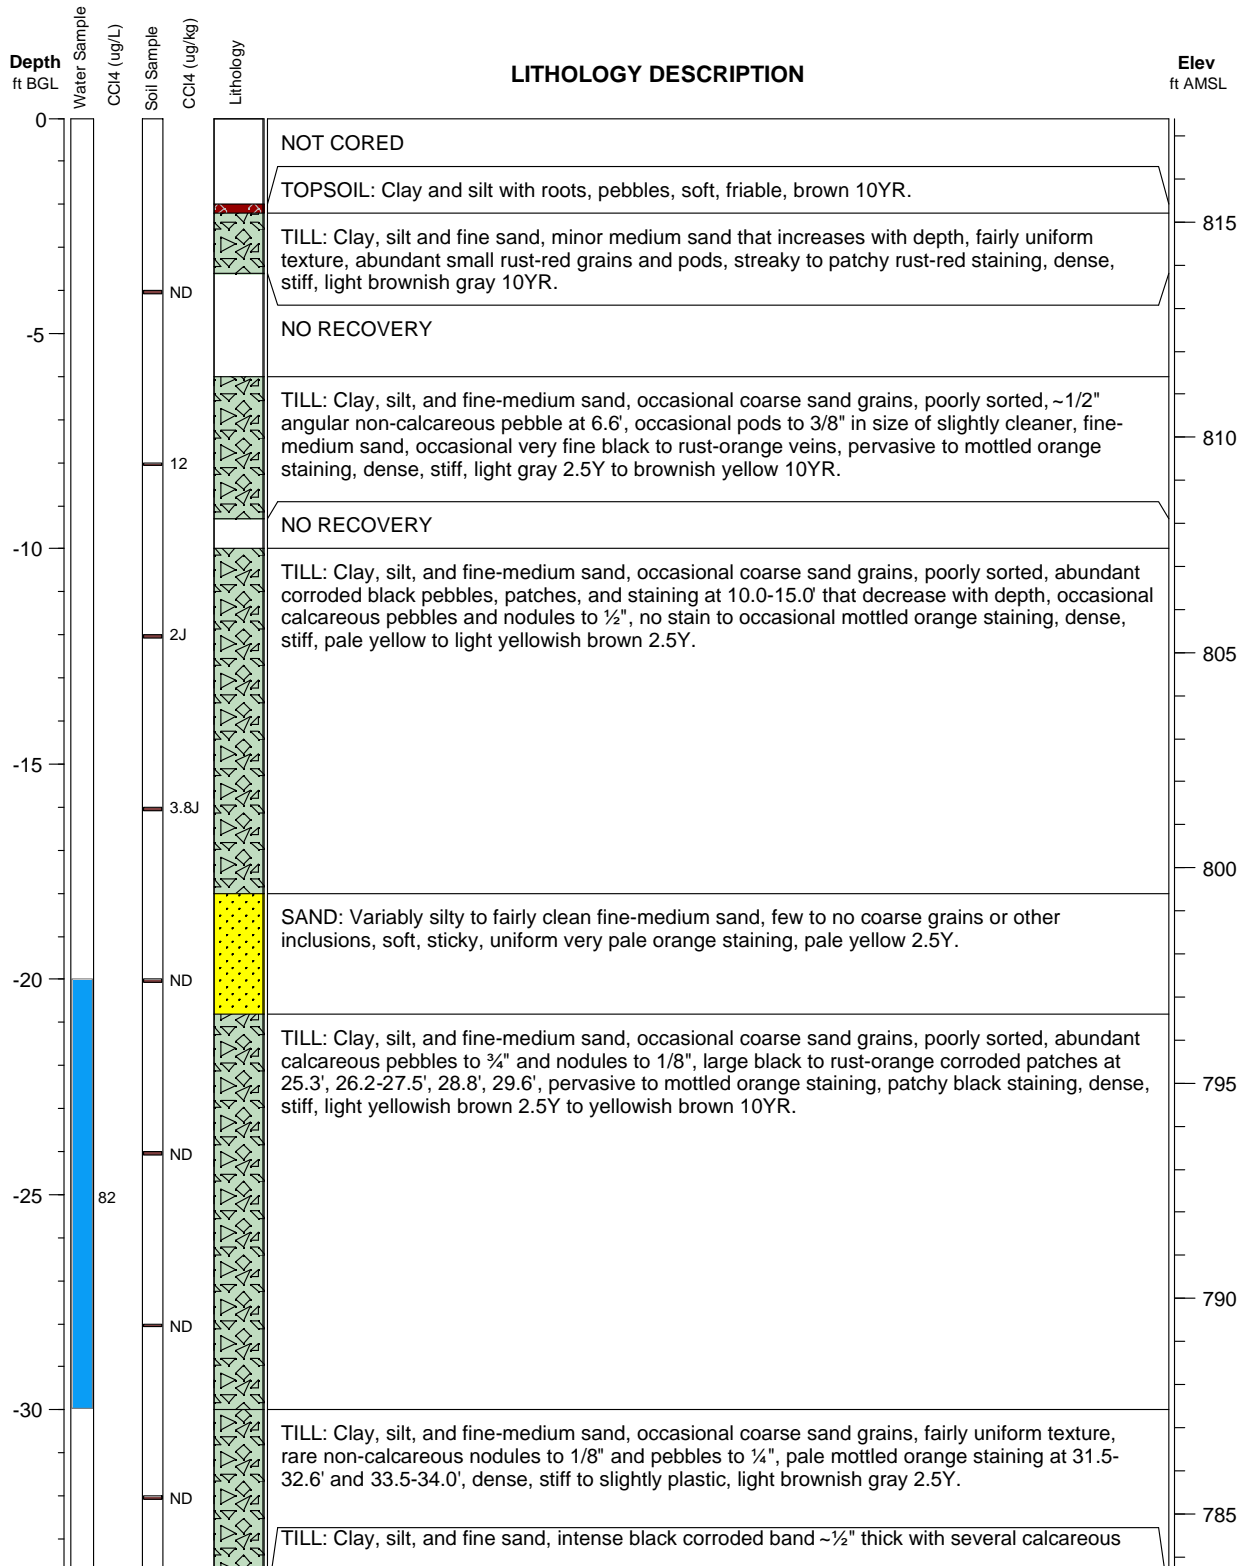 Depth
ft BGL
Water Sample
CCl4 (ug/L)
Soil Sample
CCl4 (ug/kg)
Lithology
LITHOLOGY DESCRIPTION
Elev
ft AMSL
0
NOT CORED
TOPSOIL: Clay and silt with roots, pebbles, soft, friable, brown 10YR.
815
TILL: Clay, silt and fine sand, minor medium sand that increases with depth, fairly uniform
texture, abundant small rust-red grains and pods, streaky to patchy rust-red staining, dense,
stiff, light brownish gray 10YR.
ND
-5
NO RECOVERY
TILL: Clay, silt, and fine-medium sand, occasional coarse sand grains, poorly sorted, ~1/2"
angular non-calcareous pebble at 6.6', occasional pods to 3/8" in size of slightly cleaner, fine-
medium sand, occasional very fine black to rust-orange veins, pervasive to mottled orange
staining, dense, stiff, light gray 2.5Y to brownish yellow 10YR.
810
12
NO RECOVERY
-10
TILL: Clay, silt, and fine-medium sand, occasional coarse sand grains, poorly sorted, abundant
corroded black pebbles, patches, and staining at 10.0-15.0' that decrease with depth, occasional
calcareous pebbles and nodules to ½", no stain to occasional mottled orange staining, dense,
stiff, pale yellow to light yellowish brown 2.5Y.
2J
805
-15
3.8J
800
SAND: Variably silty to fairly clean fine-medium sand, few to no coarse grains or other
inclusions, soft, sticky, uniform very pale orange staining, pale yellow 2.5Y.
-20
ND
TILL: Clay, silt, and fine-medium sand, occasional coarse sand grains, poorly sorted, abundant
calcareous pebbles to ¾" and nodules to 1/8", large black to rust-orange corroded patches at
25.3', 26.2-27.5', 28.8', 29.6', pervasive to mottled orange staining, patchy black staining, dense,
stiff, light yellowish brown 2.5Y to yellowish brown 10YR.
795
ND
-25
82
790
ND
-30
TILL: Clay, silt, and fine-medium sand, occasional coarse sand grains, fairly uniform texture,
rare non-calcareous nodules to 1/8" and pebbles to ¼", pale mottled orange staining at 31.5-
32.6' and 33.5-34.0', dense, stiff to slightly plastic, light brownish gray 2.5Y.
ND
785
TILL: Clay, silt, and fine sand, intense black corroded band ~½" thick with several calcareous